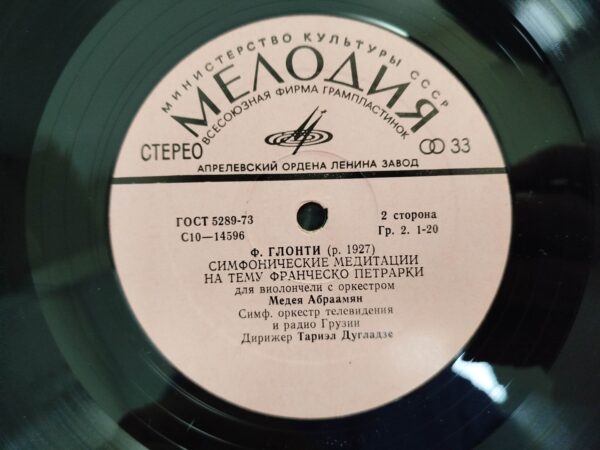 МИНИСТЕРСТВО КУЛЬТУРЫ СССР
МЕЛОДИЯ
ВСЕСОЮЗНАЯ ФИРМА ГРАМПЛАСТИНОК
СТЕРЕО
33
АПРЕЛЕВСКИЙ ОРДЕНА ЛЕНИНА ЗАВОД
ГОСТ 5289-73
2 сторона
С10—14596
Гр. 2. 1-20
Ф. ГЛОНТИ (р. 1927)
СИМФОНИЧЕСКИЕ МЕДИТАЦИИ
НА ТЕМУ ФРАНЧЕСКО ПЕТРАРКИ
для виолончели с оркестром
Медея Абраамян
Симф. оркестр телевидения
и радио Грузии
Дирижер Тариэл Дугладзе